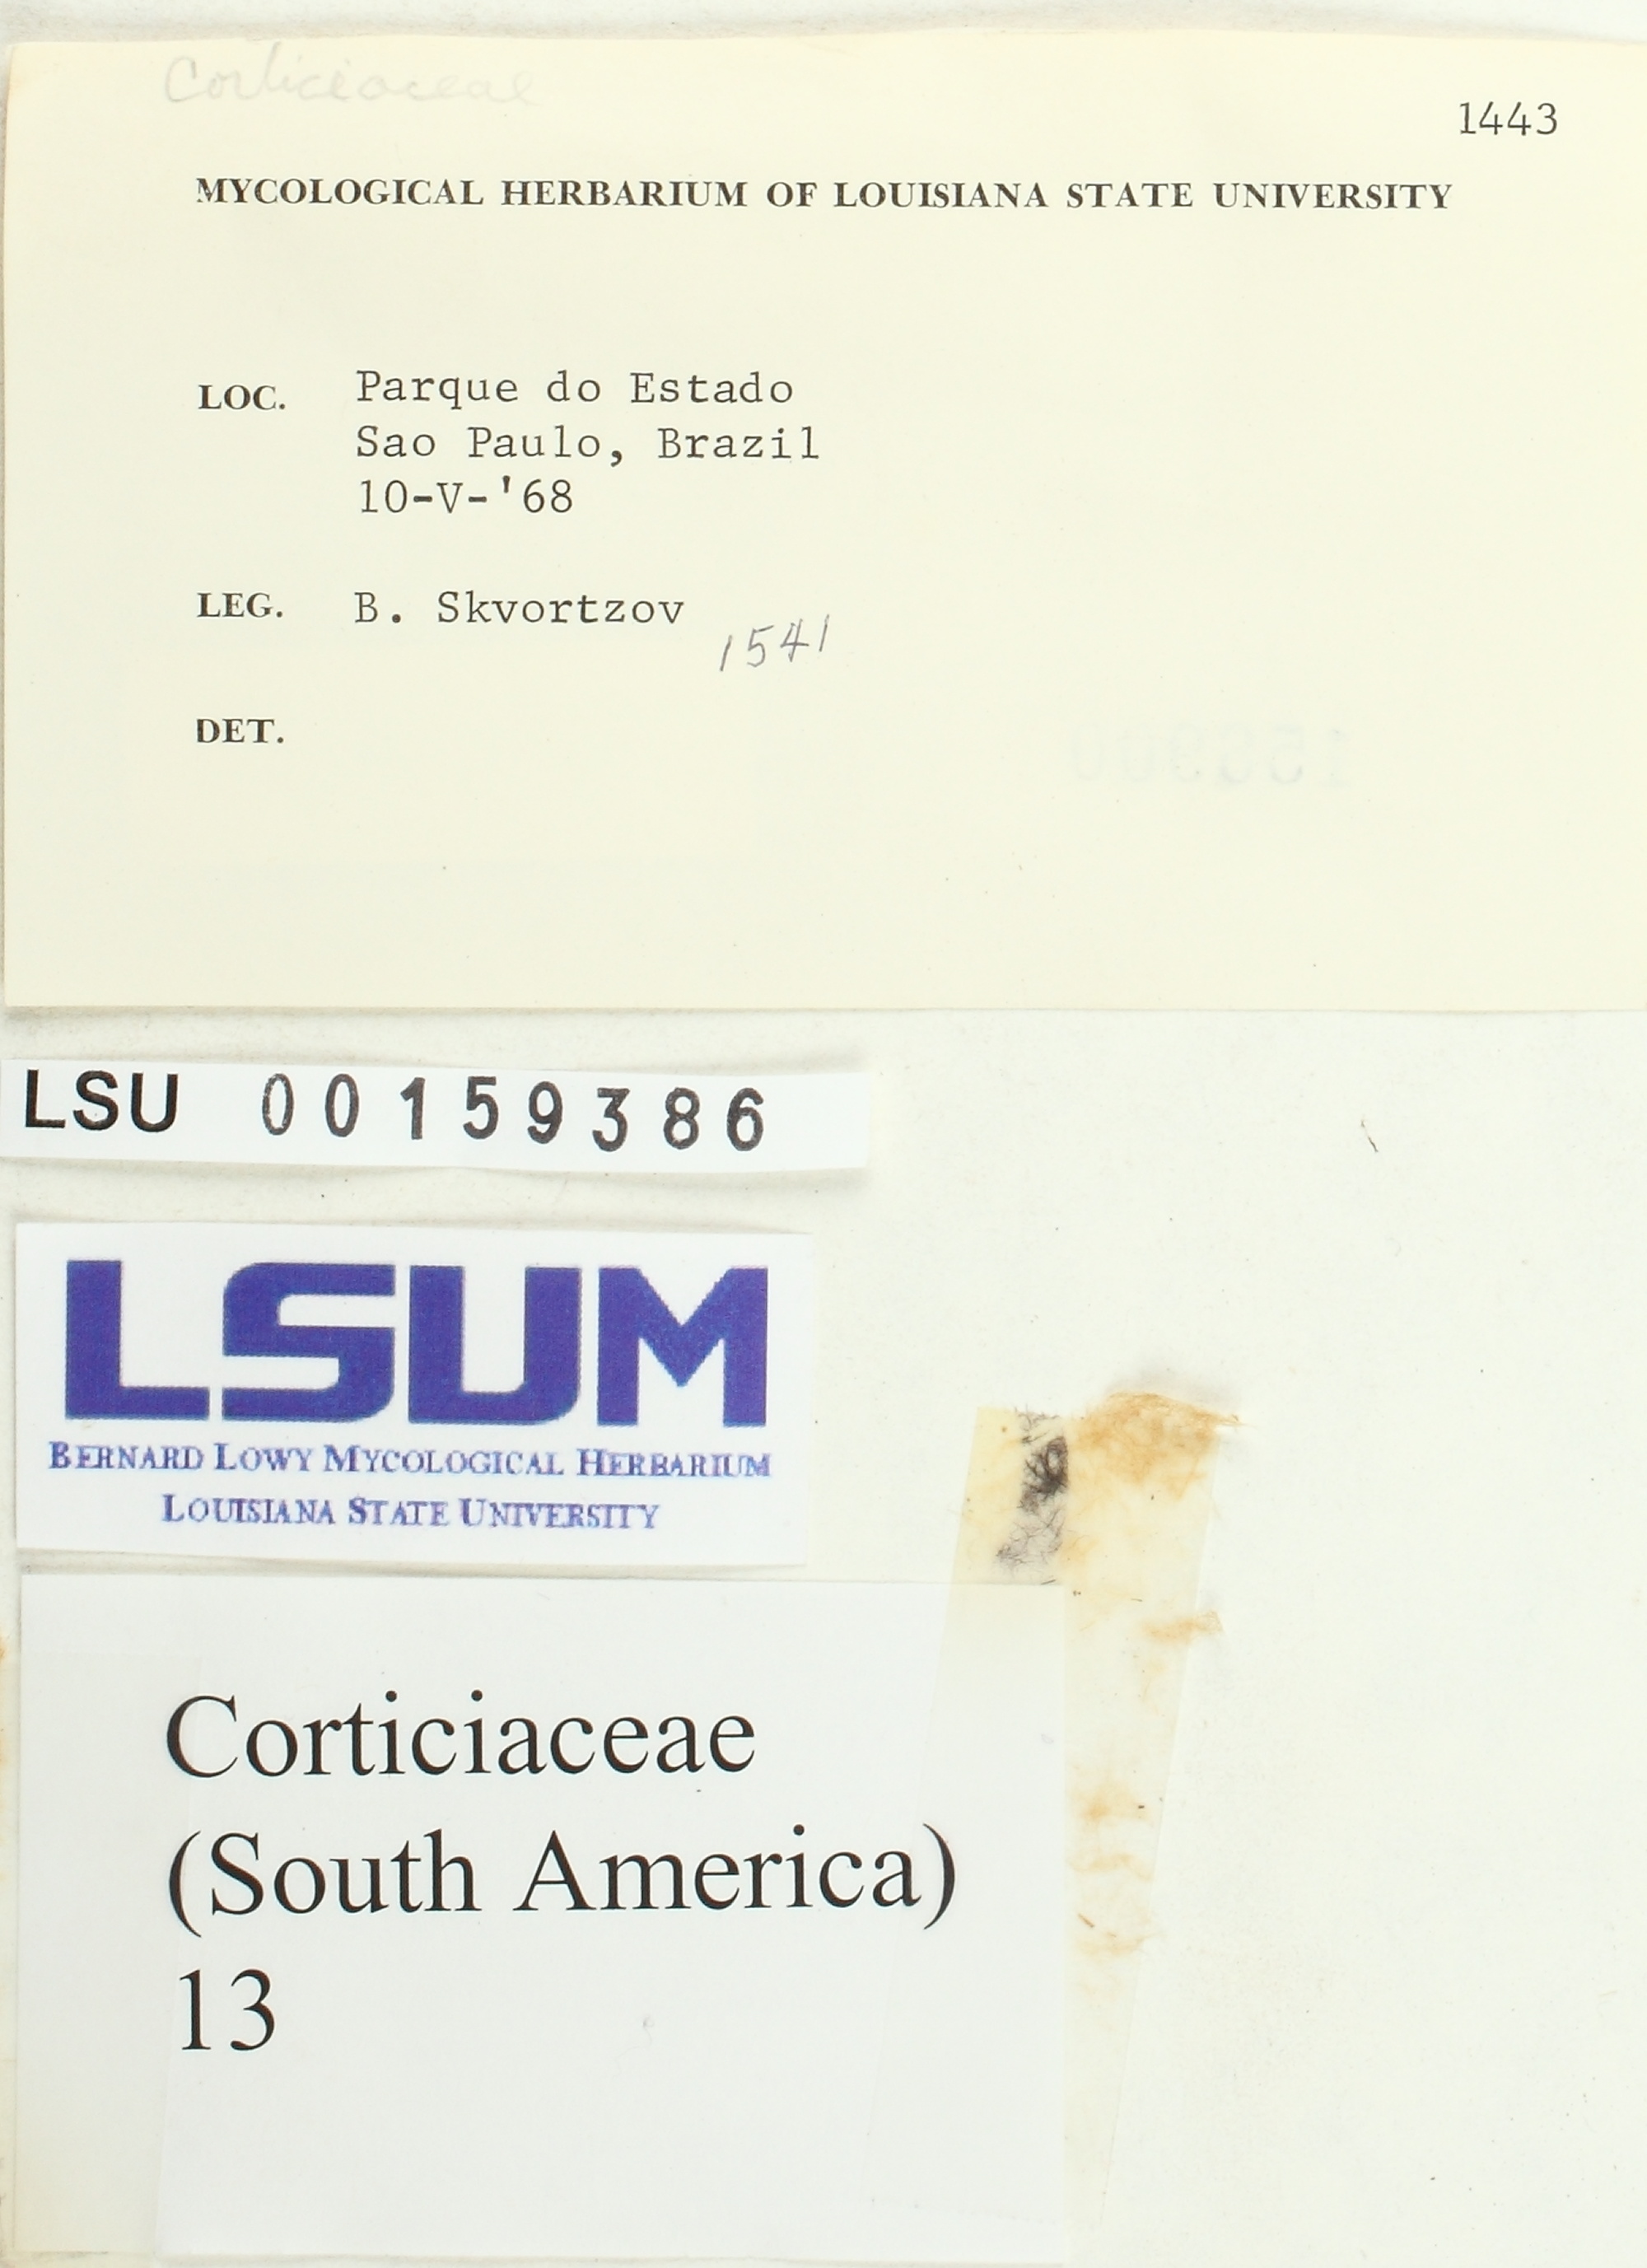 Corticiaceae
1443
MYCOLOGICAL HERBARIUM OF LOUISIANA STATE UNIVERSITY
LOC. Parque do Estado
Sao Paulo, Brazil
10-V-'68
LEG. B. Skvortzov
1541
DET.
LSU 00159386
LSUM
BERNARD LOWY MYCOLOGICAL HERBARIUM
LOUISIANA STATE UNIVERSITY
Corticiaceae
(South America)
13